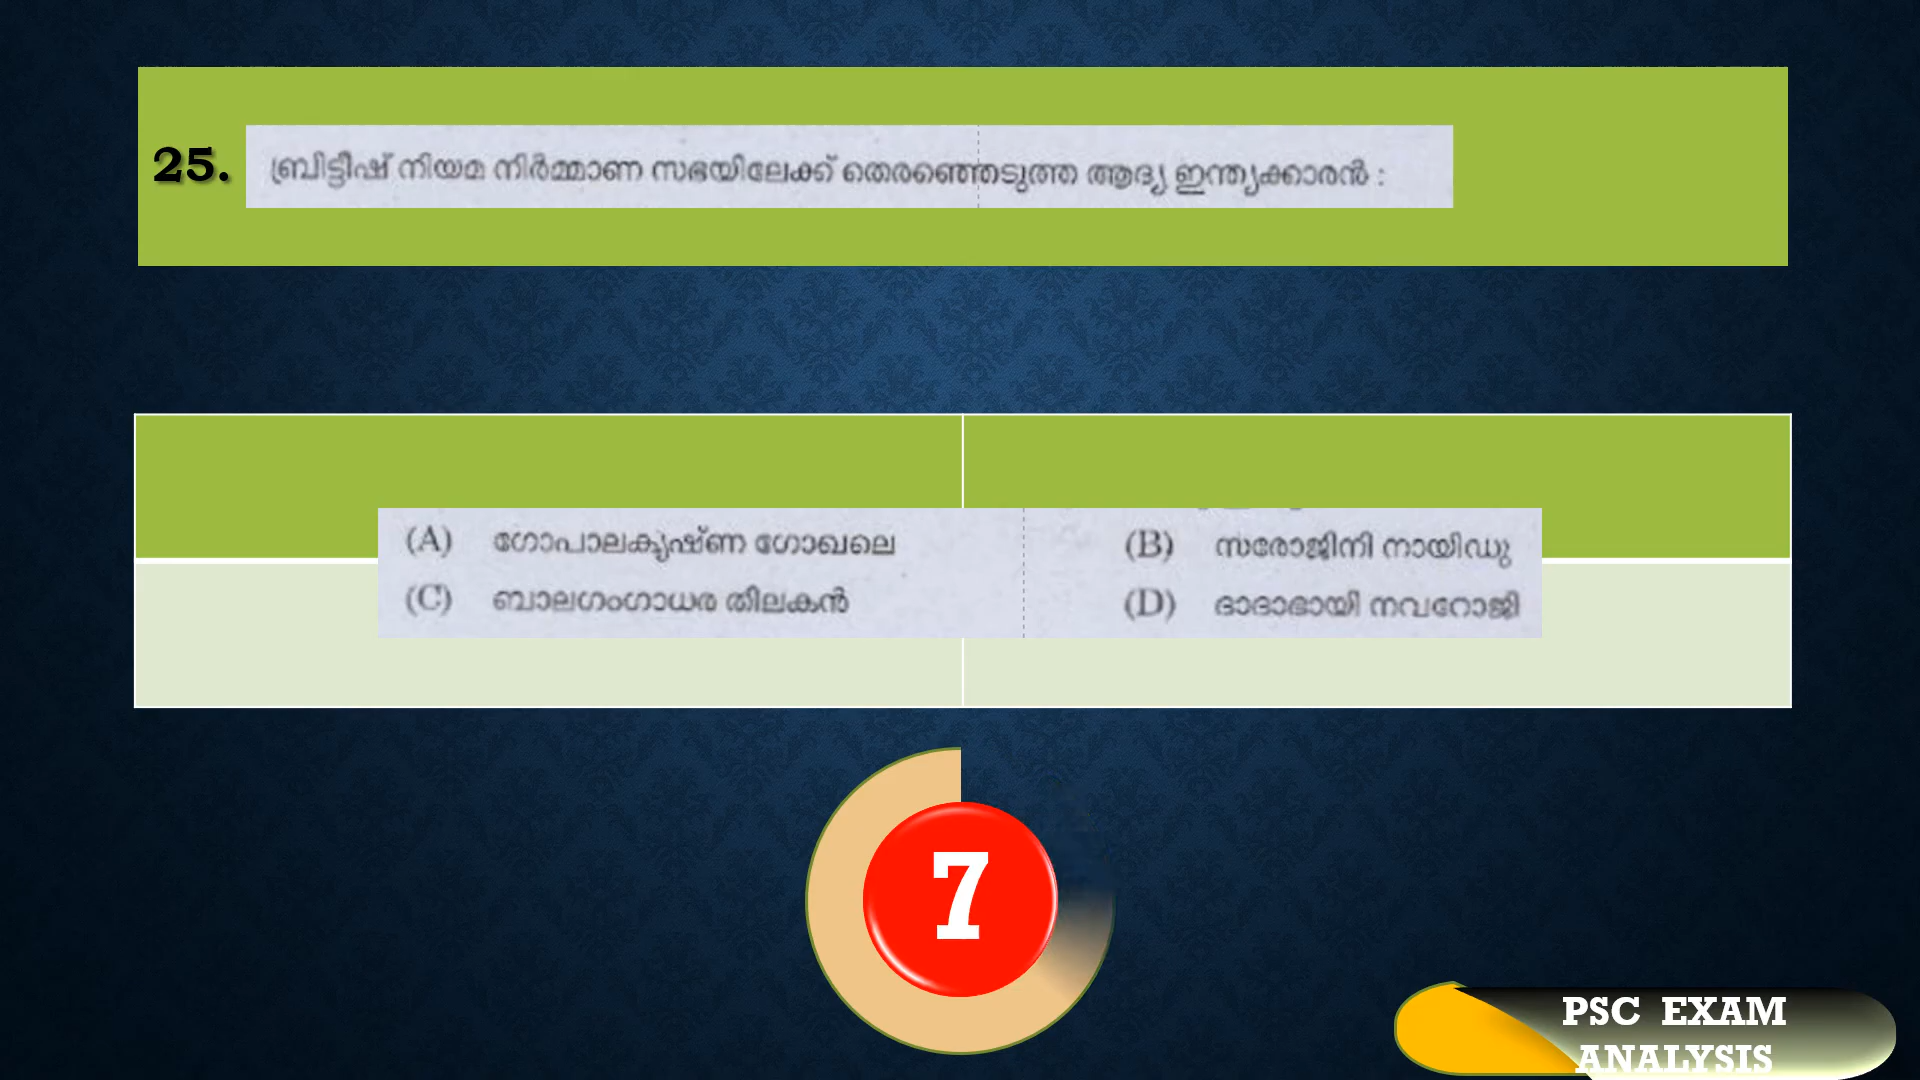 25. ബ്രിട്ടീഷ് നിയമ നിർമ്മാണ സഭയിലേക്ക് തെരഞ്ഞെടുത്ത ആദ്യ ഇന്ത്യക്കാരൻ :
(A) ഗോപാലകൃഷ്ണ ഗോഖലെ (B) സരോജിനി നായിഡു
(C) ബാലഗംഗാധര തിലകൻ (D) ദാദാഭായി നവറോജി
7
PSC EXAM
ANALYSIS